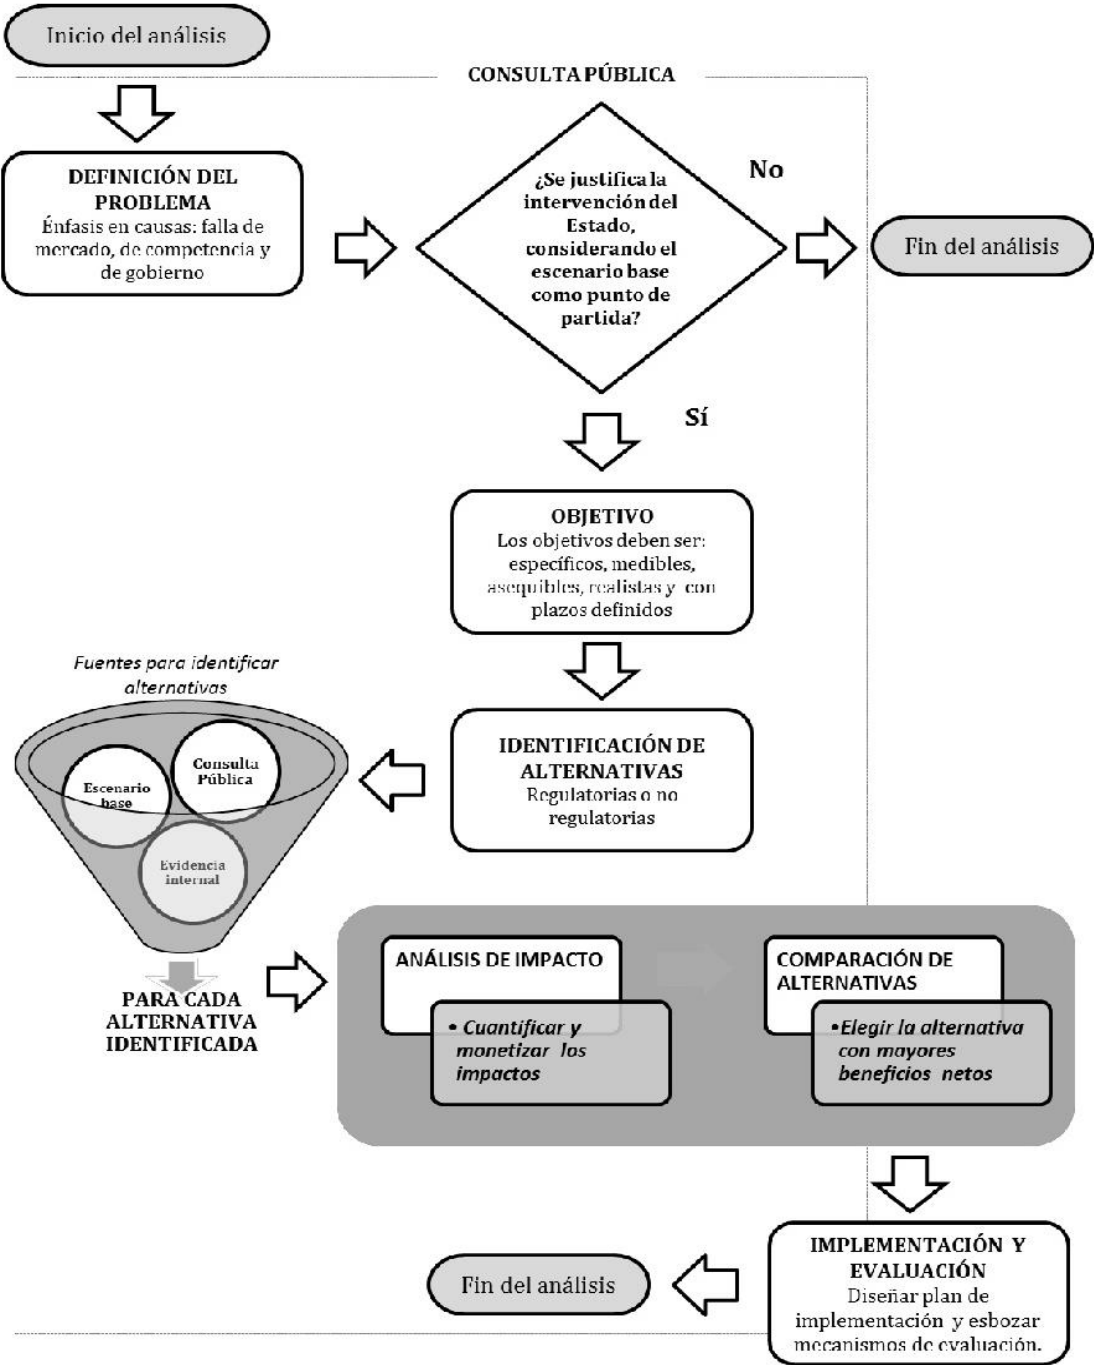 Inicio del análisis
CONSULTA PÚBLICA
DEFINICIÓN DEL
PROBLEMA
Énfasis en causas: falla de
mercado, de competencia y
de gobierno
¿Se justifica la
intervención del
Estado,
considerando el
escenario base
como punto de
partida?
No
Fin del análisis
Sí
OBJETIVO
Los objetivos deben ser:
específicos, medibles,
asequibles, realistas y con
plazos definidos
IDENTIFICACIÓN DE
ALTERNATIVAS
Regulatorias o no
regulatorias
Fuentes para identificar
alternativas
Consulta
Pública
Escenario
base
Evidencia
internal
PARA CADA
ALTERNATIVA
IDENTIFICADA
ANÁLISIS DE IMPACTO
• Cuantificar y
monetizar los
impactos
COMPARACIÓN DE
ALTERNATIVAS
•Elegir la alternativa
con mayores
beneficios netos
IMPLEMENTACIÓN Y
EVALUACIÓN
Diseñar plan de
implementación y esbozar
mecanismos de evaluación.
Fin del análisis